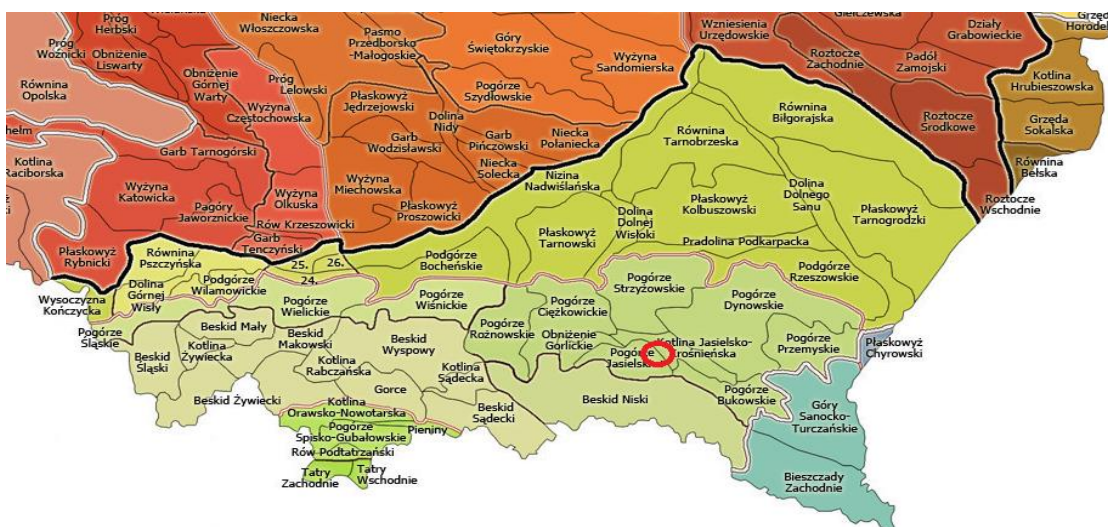 Próg
Woźnicki
Równina
Opolska
Kotlina
Raciborska
Próg
Herbski
Obniżenie
Liswarty
Obniżenie
Górnej
Warty
Próg
Lelowski
Wyżyna
Częstochowska
Garb Tarnogórski
Wyżyna
Katowicka
Pagóry
Jaworznickie
Wyżyna
Olkuska
Rów Krzeszowicki
Garb
Tenczyński
Płaskowyż
Rybnicki
Niecka
Włoszczowska
Pasmo
Przedborsko
-Małogoskie
Góry
Świętokrzyskie
Wyżyna
Sandomierska
Płaskowyż
Jędrzejowski
Pogórze
Szydłowskie
Dolina
Nidy
Garb
Wodzisławski
Garb
Pińczowski
Niecka
Połaniecka
Niecka
Solecka
Wyżyna
Miechowska
Płaskowyż
Proszowicki
Wzniesienia
Urzędowskie
Giełczewska
Działy
Grabowieckie
Roztocze
Zachodnie
Padół
Zamojski
Grzęda
Kotlina
Hrubieszowska
Roztocze
Środkowe
Grzęda
Sokalska
Równina
Bełska
Roztocze
Wschodnie
Równina
Biłgorajska
Równina
Tarnobrzeska
Nizina
Nadwiślańska
Płaskowyż
Kolbuszowski
Dolina
Dolnego
Sanu
Płaskowyż
Tarnogrodzki
Dolina
Dolnej
Wisłoki
Płaskowyż
Tarnowski
Pradolina Podkarpacka
Podgórze
Bocheńskie
Podgórze
Rzeszowskie
Równina
Pszczyńska
25.
26.
24.
Dolina
Górnej
Wisły
Podgórze
Wilamowickie
Wysoczyzna
Kończycka
Pogórze
Śląskie
Pogórze
Wielickie
Pogórze
Wiśnickie
Pogórze
Strzyżowskie
Pogórze
Ciężkowickie
Pogórze
Dynowskie
Pogórze
Rożnowskie
Obniżenie
Gorlickie
Pogórze
Jasielskie
Kotlina Jasielsko-
Krośnieńska
Pogórze
Przemyskie
Płaskowyż
Chyrowski
Beskid Mały
Beskid
Śląski
Kotlina
Żywiecka
Beskid
Makowski
Beskid
Wyspowy
Kotlina
Rabczańska
Kotlina
Sądecka
Gorce
Beskid Żywiecki
Beskid
Sądecki
Beskid Niski
Pogórze
Bukowskie
Kotlina
Orawsko-Nowotarska
Pogórze
Spisko-Gubałowskie
Pieniny
Rów Podtatrzański
Tatry
Zachodnie
Tatry
Wschodnie
Góry
Sanocko-
Turczańskie
Bieszczady
Zachodnie